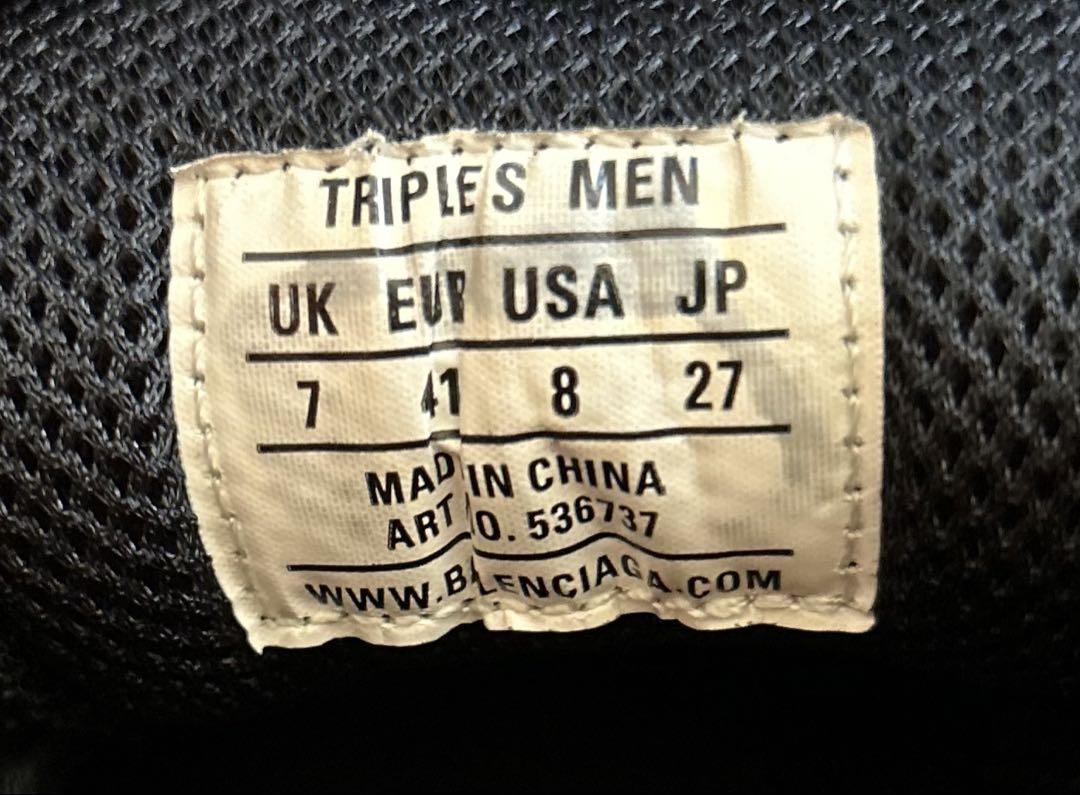 TRIPLE S MEN
UK EUR USA JP
7 41 8 27
MADE IN CHINA
ART NO. 536737
WWW.BALENCIAGA.COM